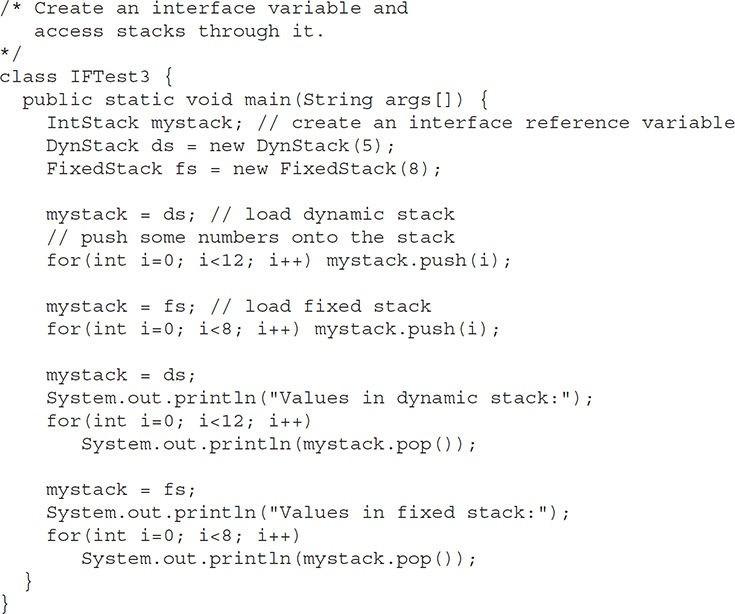 /* Create an interface variable and
   access stacks through it.
*/
class IFTest3 {
  public static void main(String args[]) {
    IntStack mystack; // create an interface reference variable
    DynStack ds = new DynStack(5);
    FixedStack fs = new FixedStack(8);

    mystack = ds; // load dynamic stack
    // push some numbers onto the stack
    for(int i=0; i<12; i++) mystack.push(i);

    mystack = fs; // load fixed stack
    for(int i=0; i<8; i++) mystack.push(i);

    mystack = ds;
    System.out.println("Values in dynamic stack:");
    for(int i=0; i<12; i++)
       System.out.println(mystack.pop());

    mystack = fs;
    System.out.println("Values in fixed stack:");
    for(int i=0; i<8; i++)
       System.out.println(mystack.pop());
  }
}